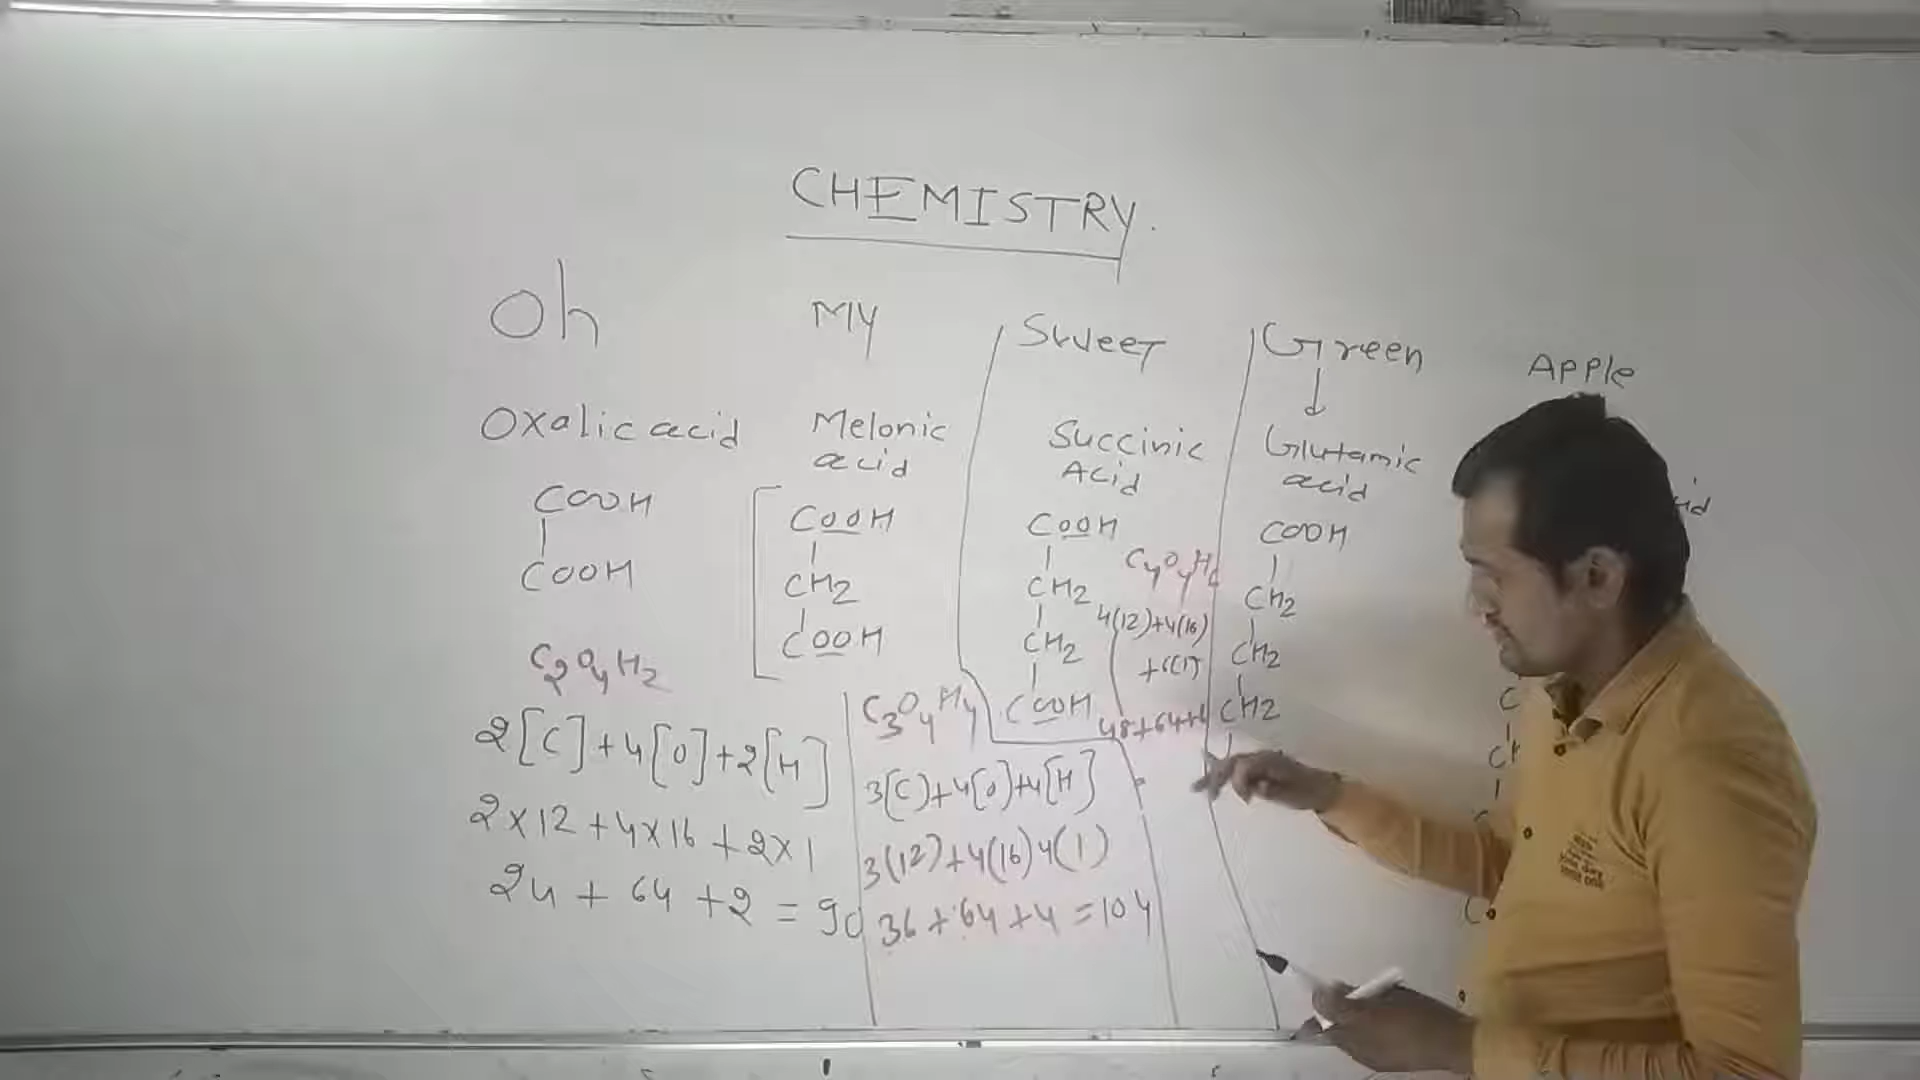 CHEMISTRY.
Oh
MY
Sweet
Green
Apple
Oxalic acid
COOH
COOH
C2O4H2
2[C]+4[O]+2[H]
2×12+4×16+2×1
24+64+2=90
Melonic
acid
COOH
CH2
COOH
C3O4H4
3[C]+4[O]+4[H]
3(12)+4(16)4(1)
36+64+4=104
Succinic
Acid
COOH
CH2
CH2
COOH
4(12)+4(16)
48+64+
Glutamic
acid
COOH
CH2
CH2
CH2